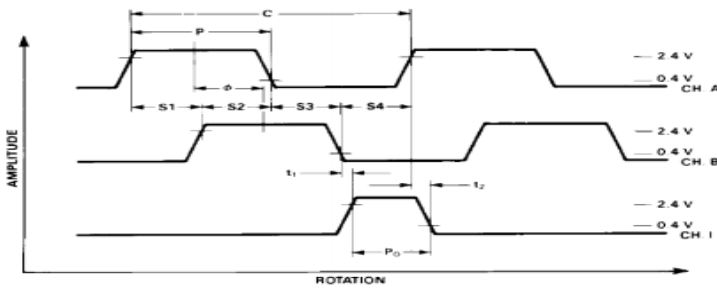 C
P
2.4 V
0.4 V
CH. A
ϕ
S1 S2 S3 S4
2.4 V
0.4 V
CH. B
t1 t2
2.4 V
0.4 V
CH. I
PO
AMPLITUDE
ROTATION